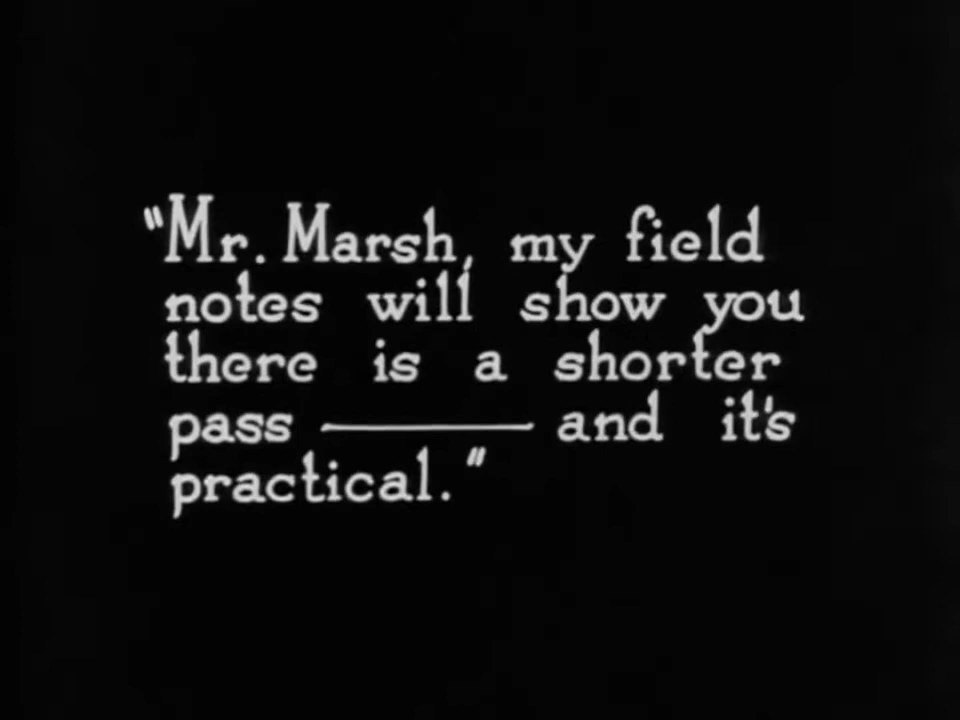 "Mr. Marsh, my field
notes will show you
there is a shorter
pass ——— and it's
practical."